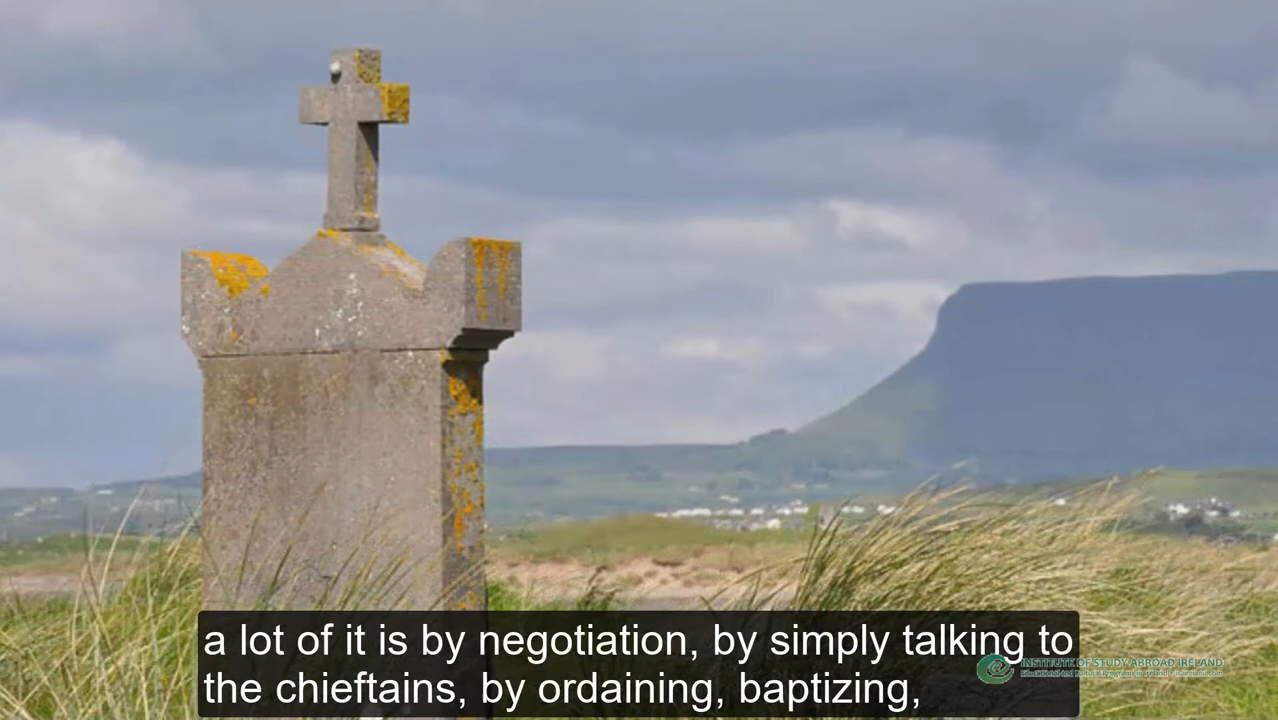 a lot of it is by negotiation, by simply talking to
the chieftains, by ordaining, baptizing,
INSTITUTE OF STUDY ABROAD IRELAND